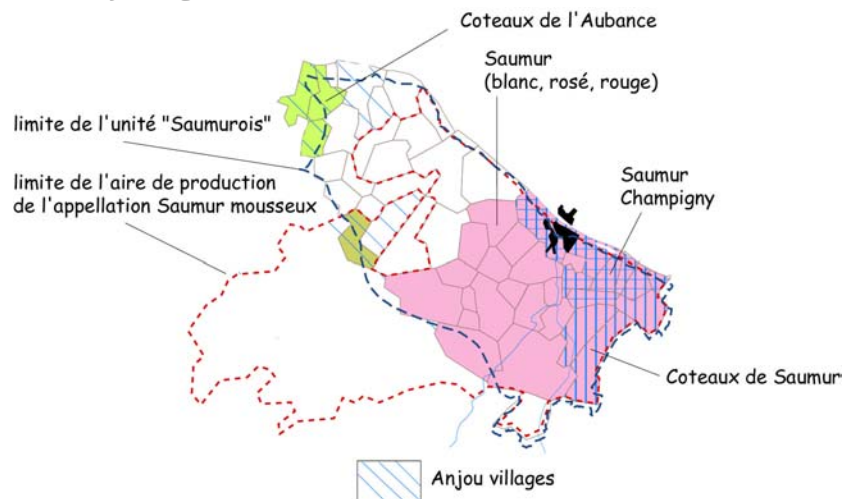 Coteaux de l'Aubance
Saumur
(blanc, rosé, rouge)
limite de l'unité "Saumurois"
limite de l'aire de production
de l'appellation Saumur mousseux
Saumur
Champigny
Coteaux de Saumur
Anjou villages